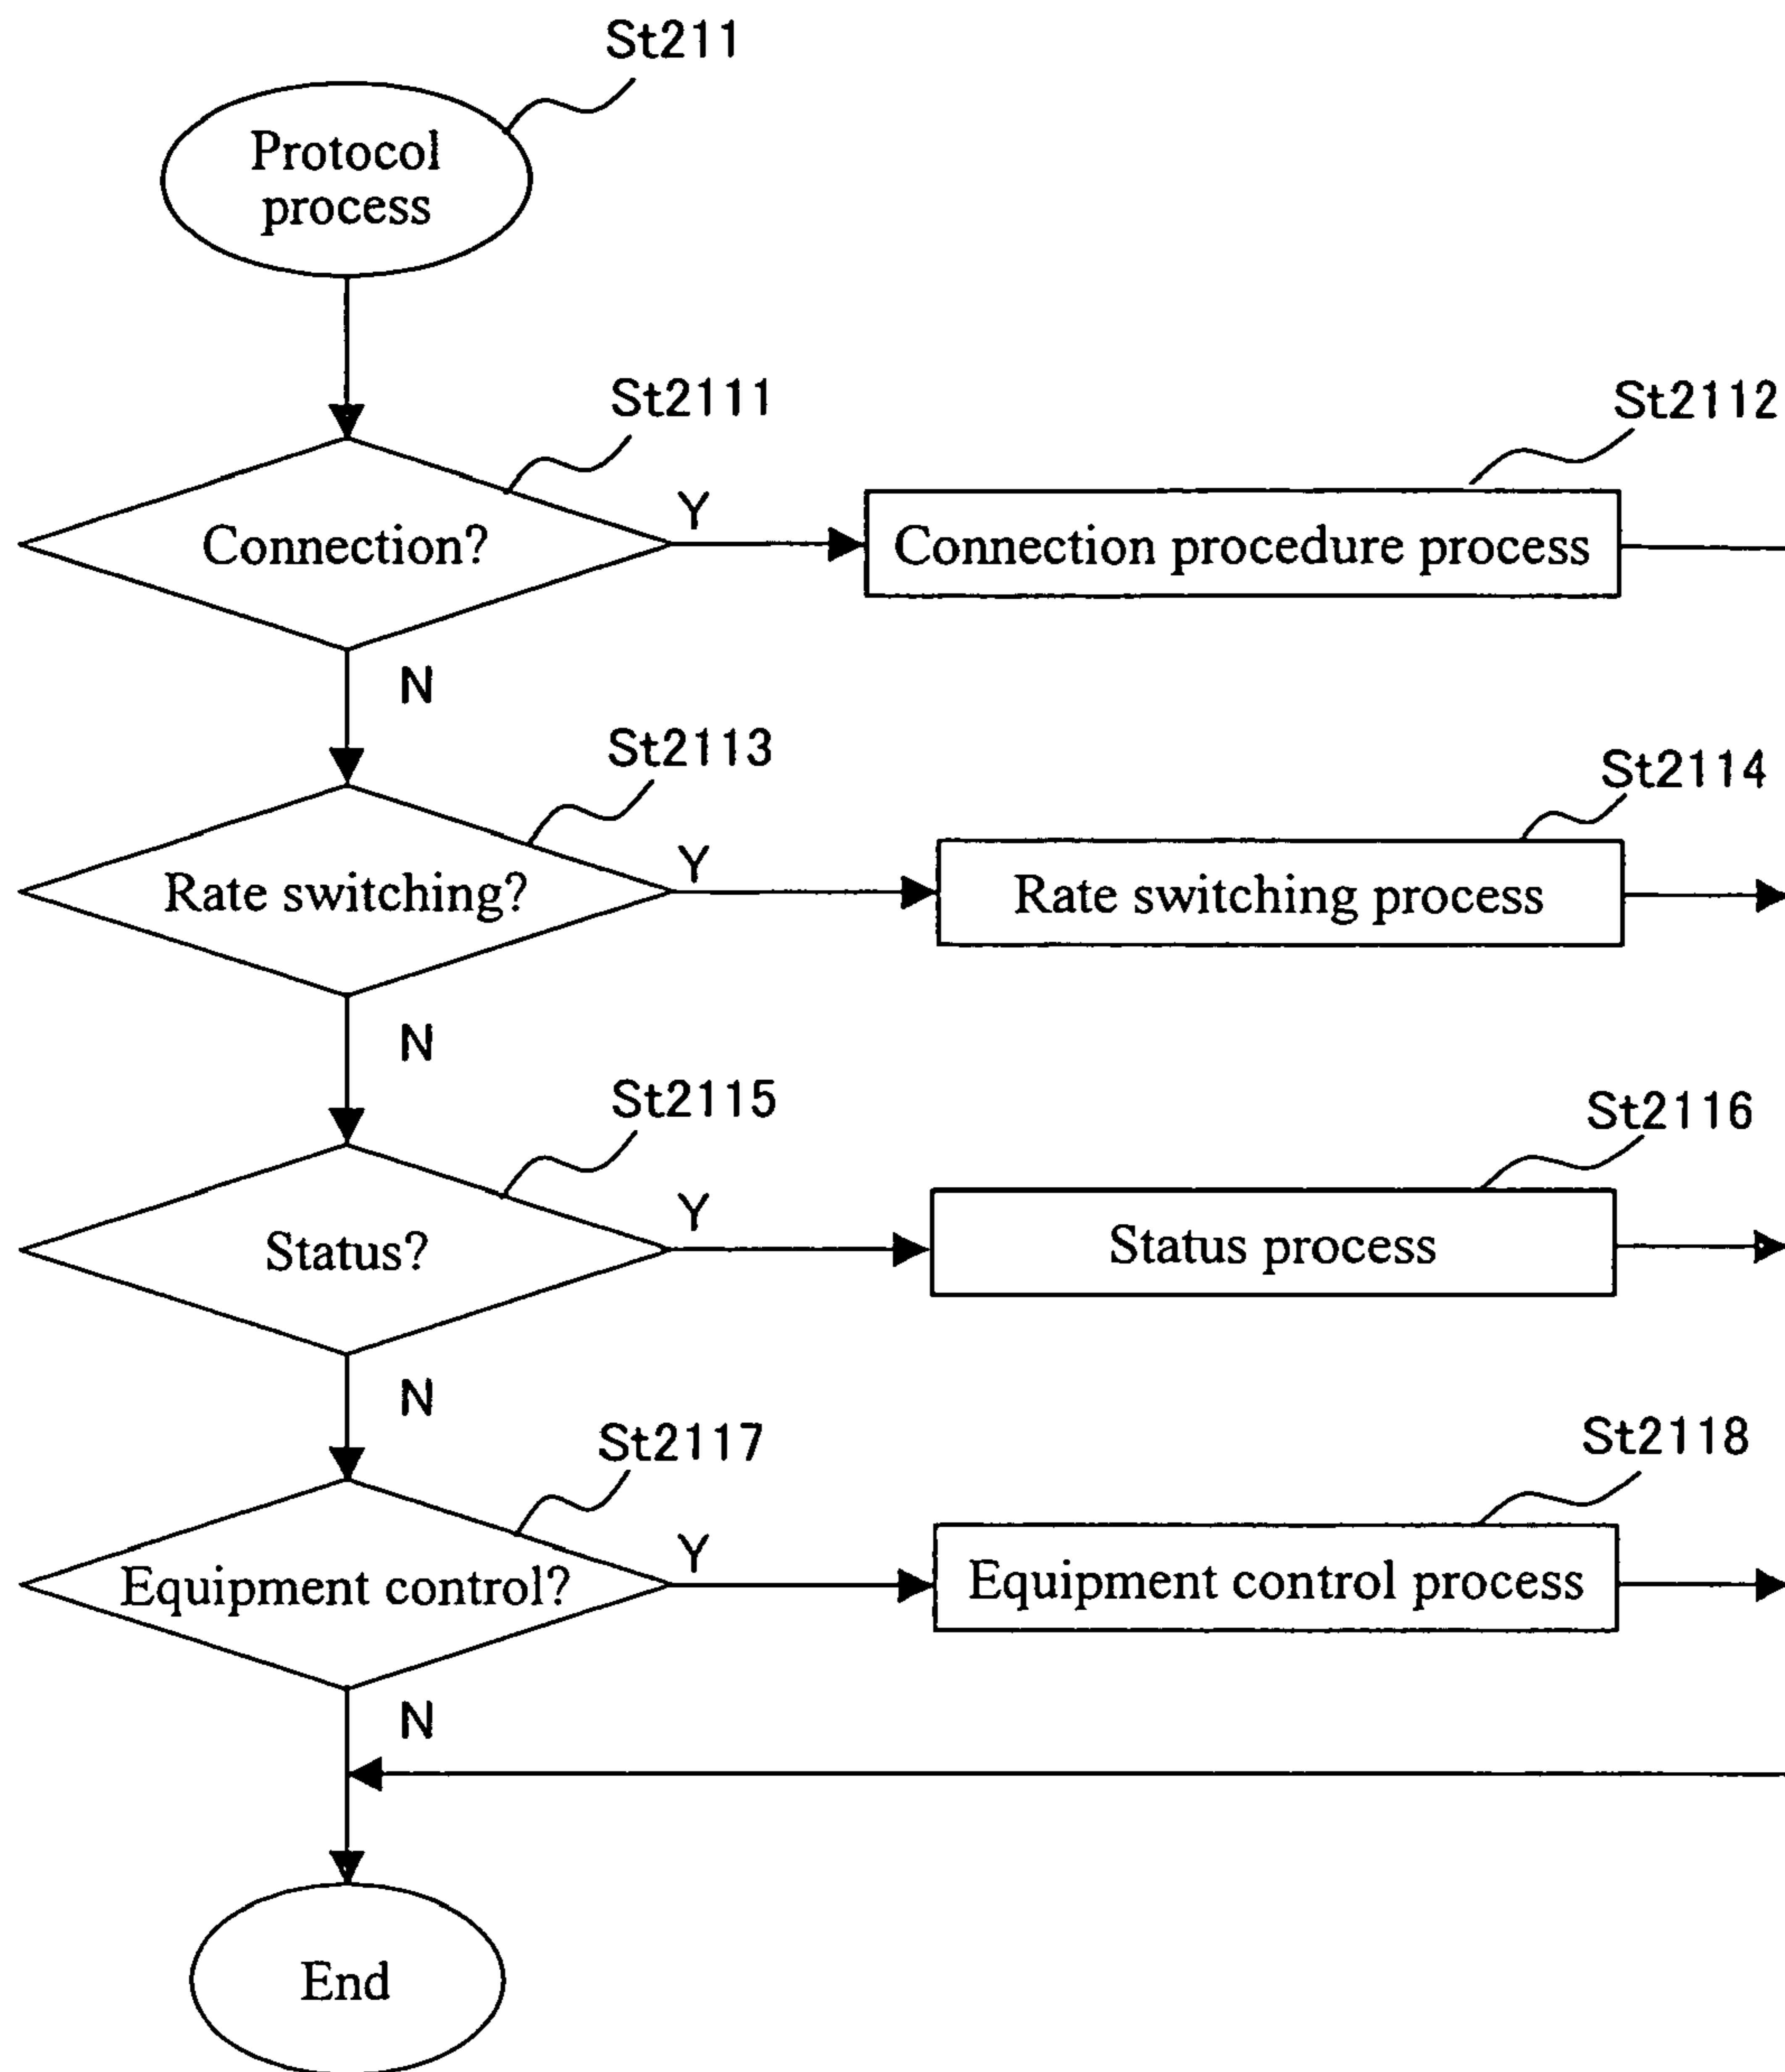 St211
Protocol
process
St2111
St2112
Connection?
Y
Connection procedure process
N
St2113
St2114
Rate switching?
Y
Rate switching process
N
St2115
St2116
Status?
Y
Status process
N
St2117
St2118
Equipment control?
Y
Equipment control process
N
End